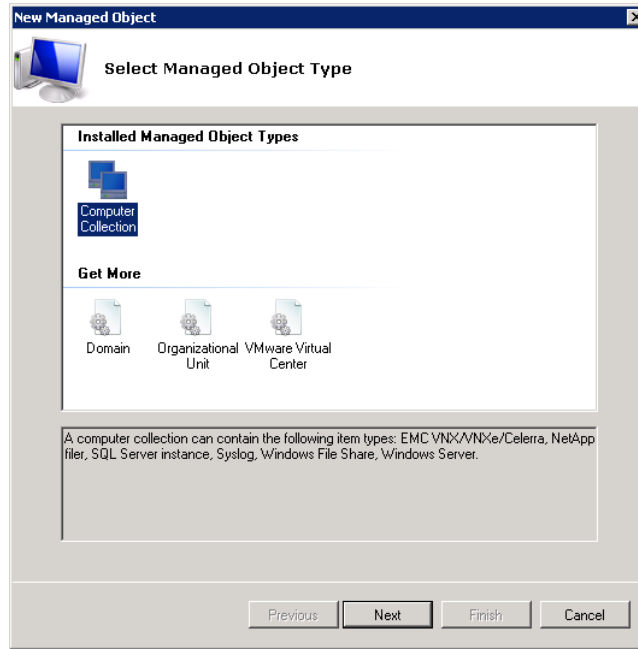 New Managed Object
Select Managed Object Type
Installed Managed Object Types
Computer
Collection
Get More
Domain
Organizational
Unit
VMware Virtual
Center
A computer collection can contain the following item types: EMC VNX/VNXe/Celerra, NetApp
filer, SQL Server instance, Syslog, Windows File Share, Windows Server.
Previous
Next
Finish
Cancel